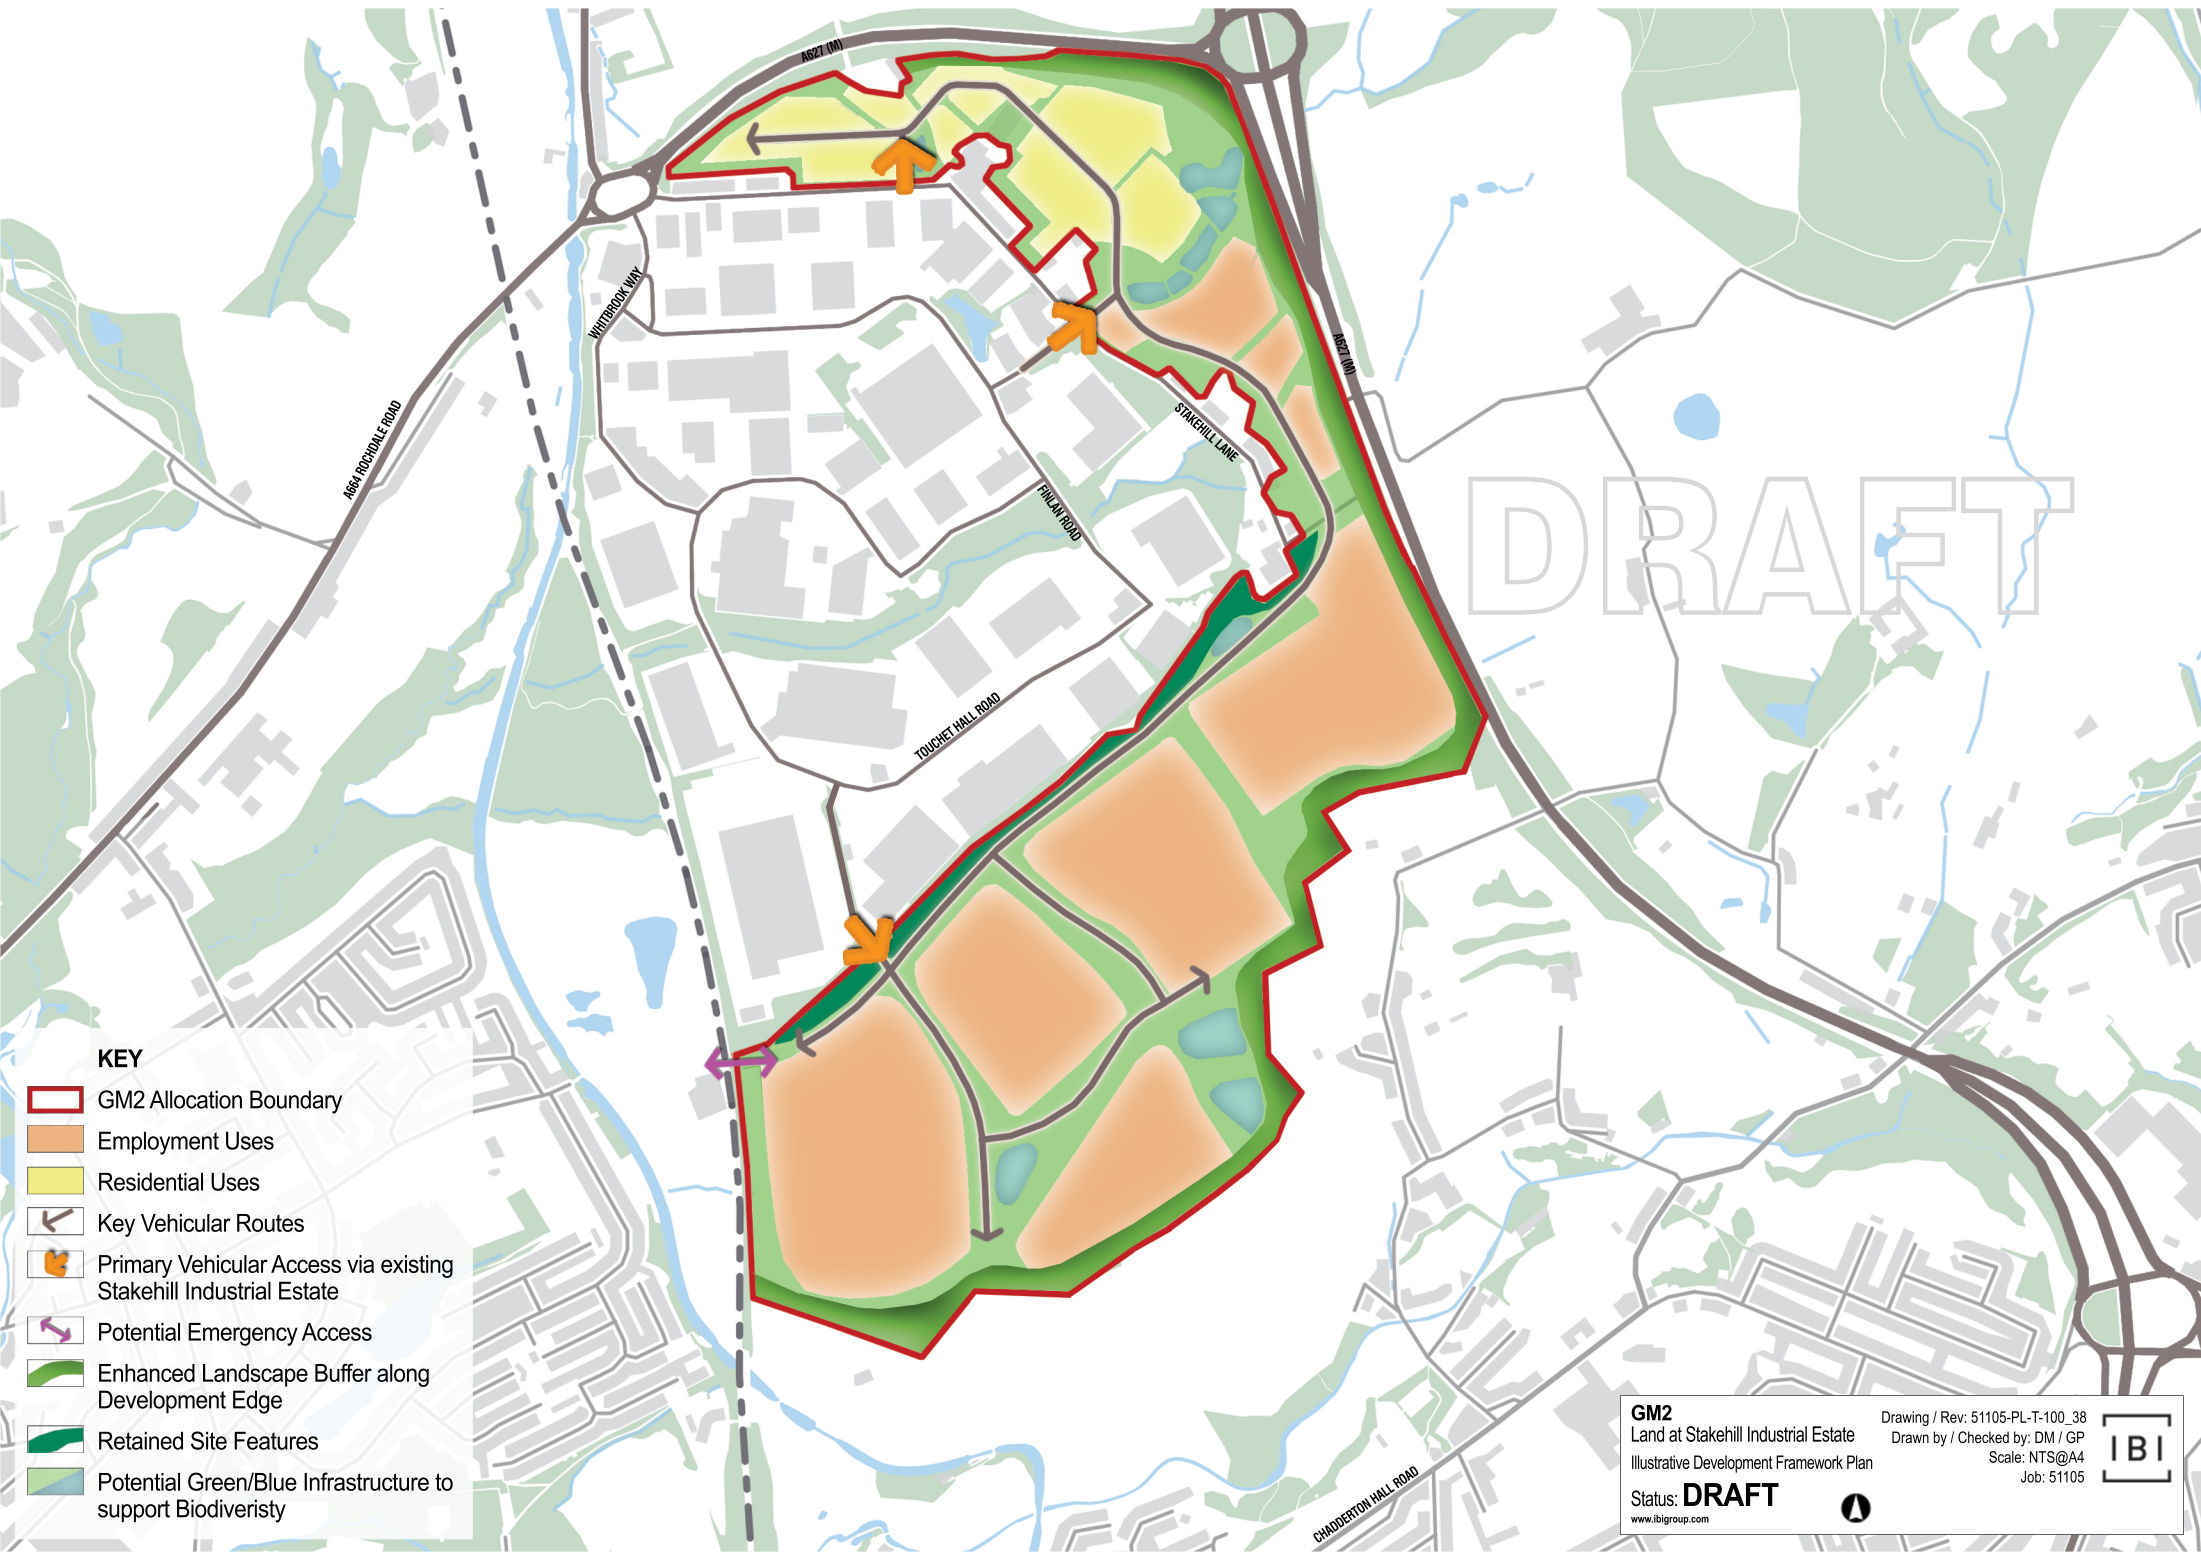 A627 (M)
WHITBROOK WAY
A664 ROCHDALE ROAD
A627 (M)
STAKEHILL LANE
FINLAN ROAD
DRAFT
TOUCHET HALL ROAD
KEY
GM2 Allocation Boundary
Employment Uses
Residential Uses
Key Vehicular Routes
Primary Vehicular Access via existing
Stakehill Industrial Estate
Potential Emergency Access
Enhanced Landscape Buffer along
Development Edge
Retained Site Features
Potential Green/Blue Infrastructure to
support Biodiveristy
CHADDERTON HALL ROAD
GM2
Land at Stakehill Industrial Estate
Illustrative Development Framework Plan
Status: DRAFT
www.ibigroup.com
Drawing / Rev: 51105-PL-T-100_38
Drawn by / Checked by: DM / GP
Scale: NTS@A4
Job: 51105
IBI